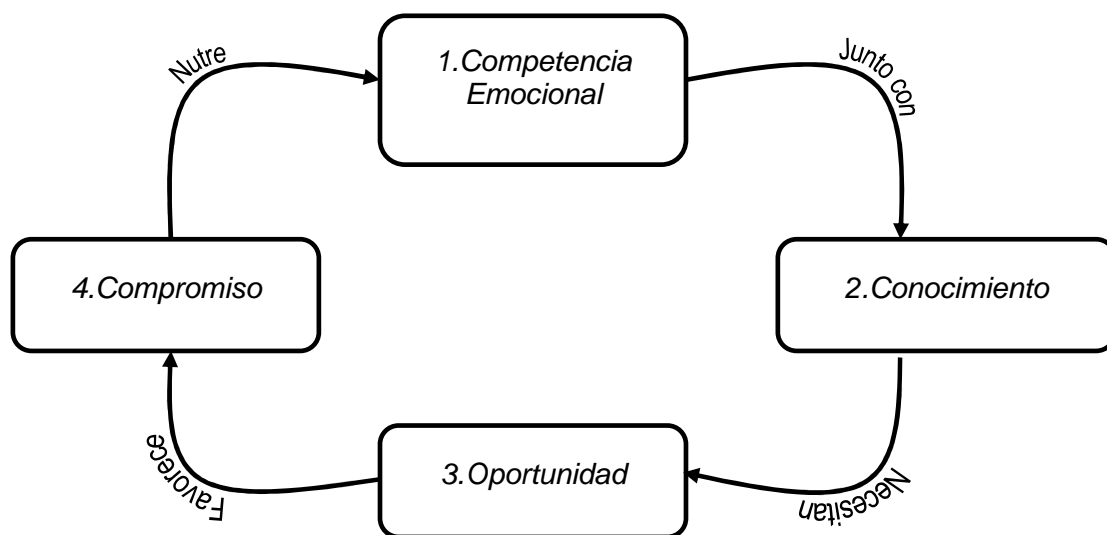 1.Competencia
Emocional
Junto con
2.Conocimiento
Necesitan
3.Oportunidad
Favorece
4.Compromiso
Nutre